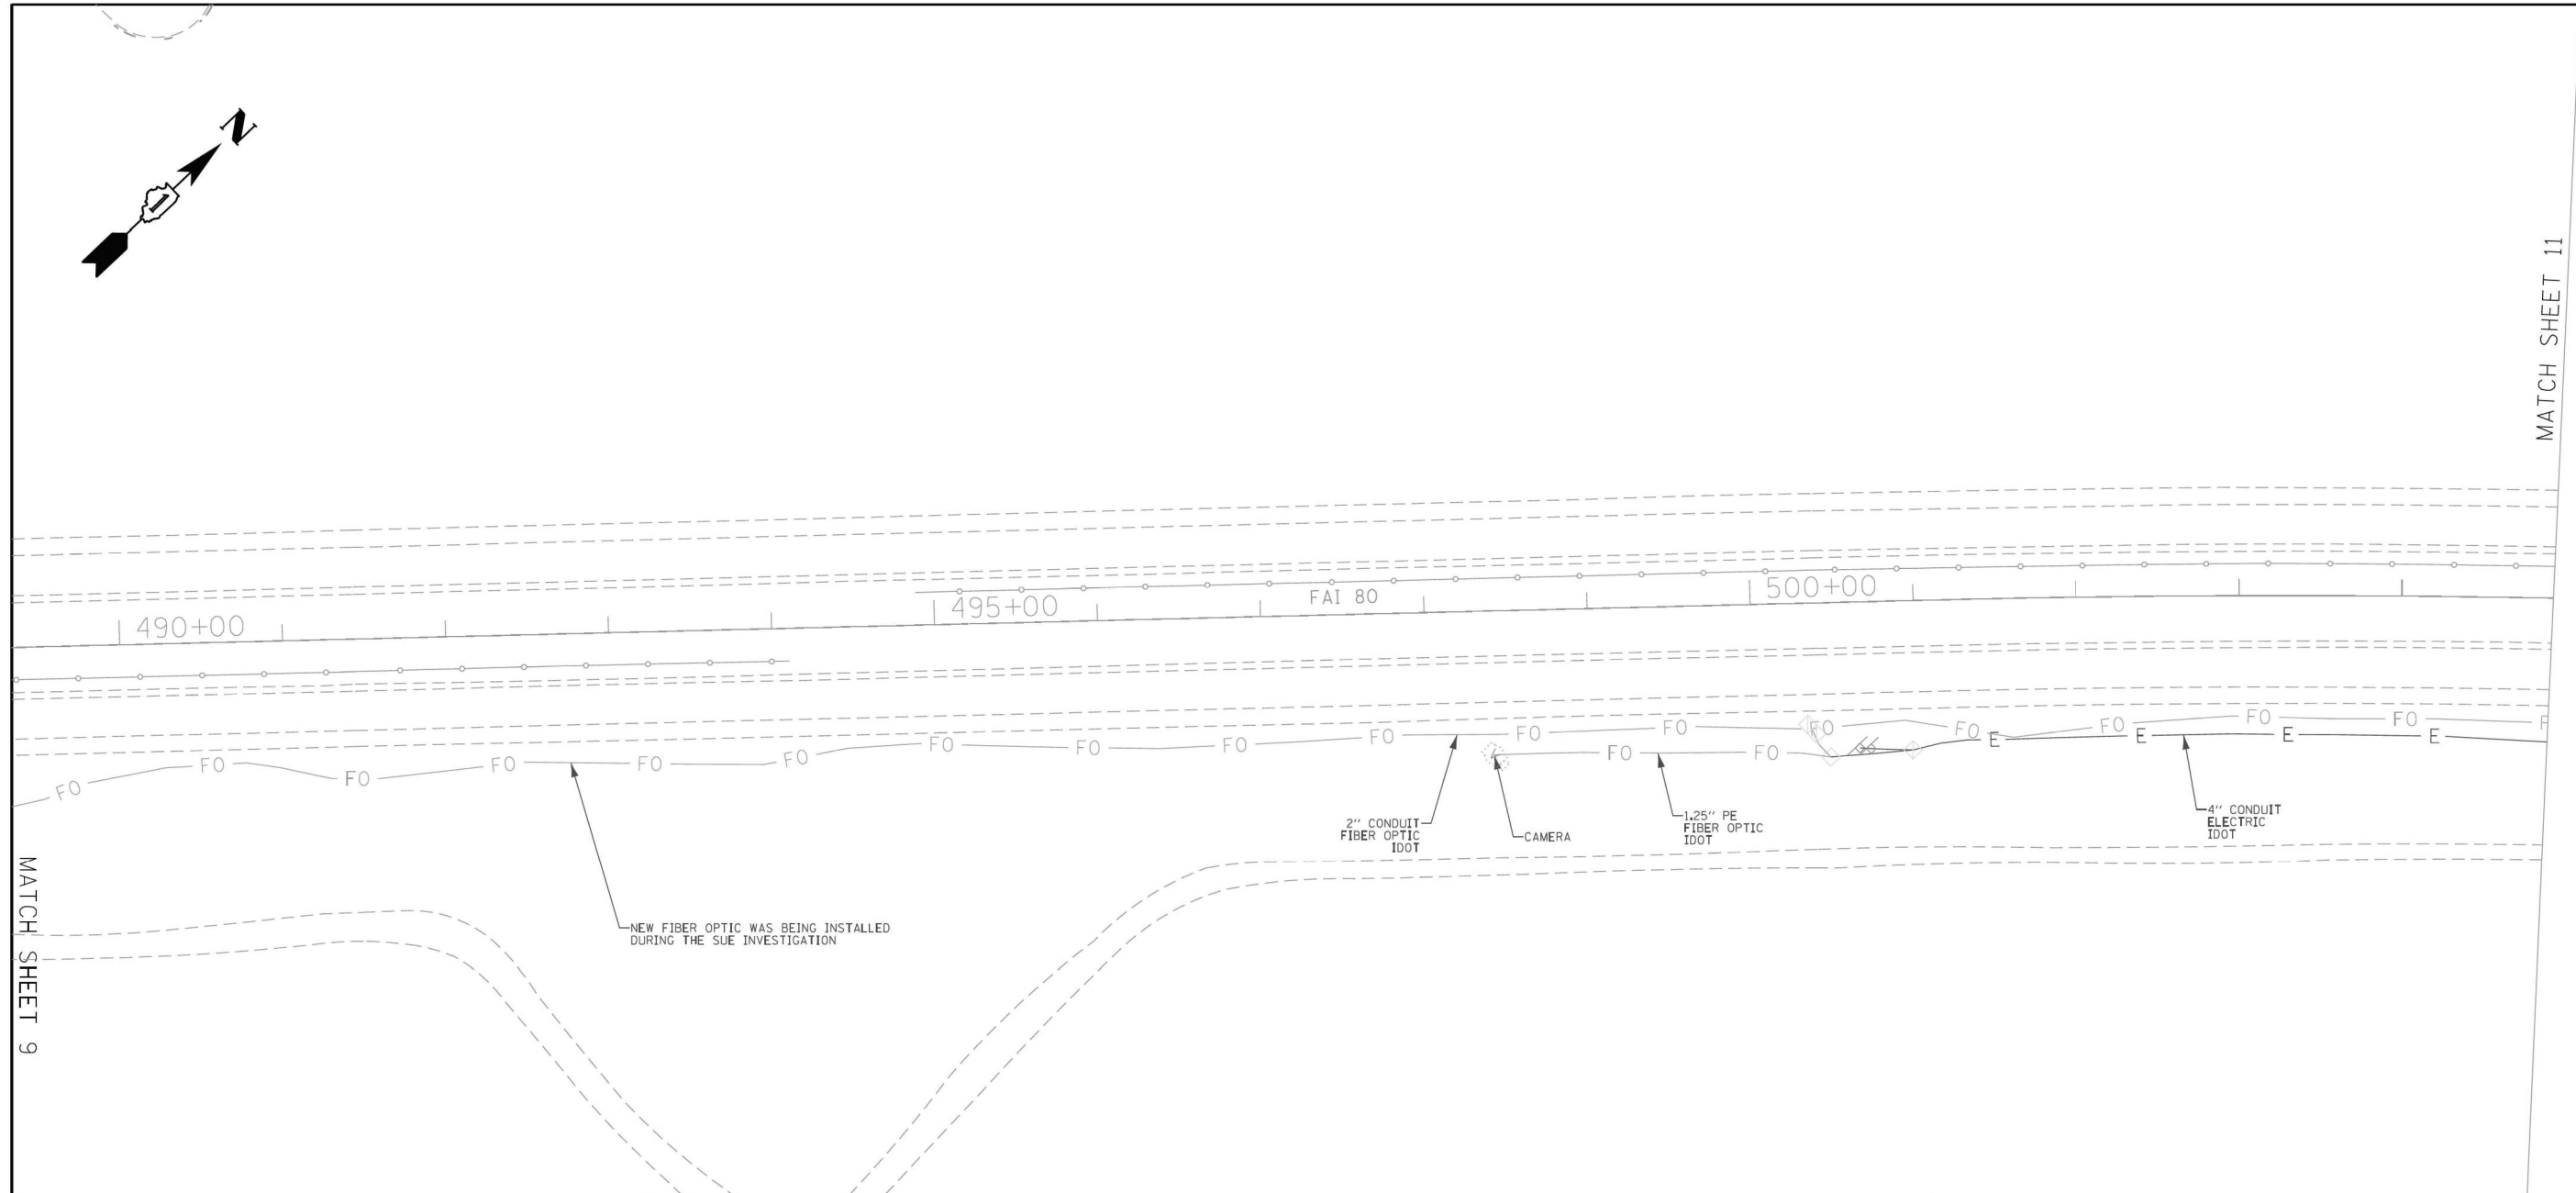 N
1
MATCH SHEET 11
495+00
FAI 80
500+00
490+00
FO FO FO FO FO FO FO FO FO FO FO FO FO FO FO FO FO F
FO FO
E E E E
2" CONDUIT
FIBER OPTIC
IDOT
CAMERA
1.25" PE
FIBER OPTIC
IDOT
4" CONDUIT
ELECTRIC
IDOT
NEW FIBER OPTIC WAS BEING INSTALLED
DURING THE SUE INVESTIGATION
MATCH SHEET 9